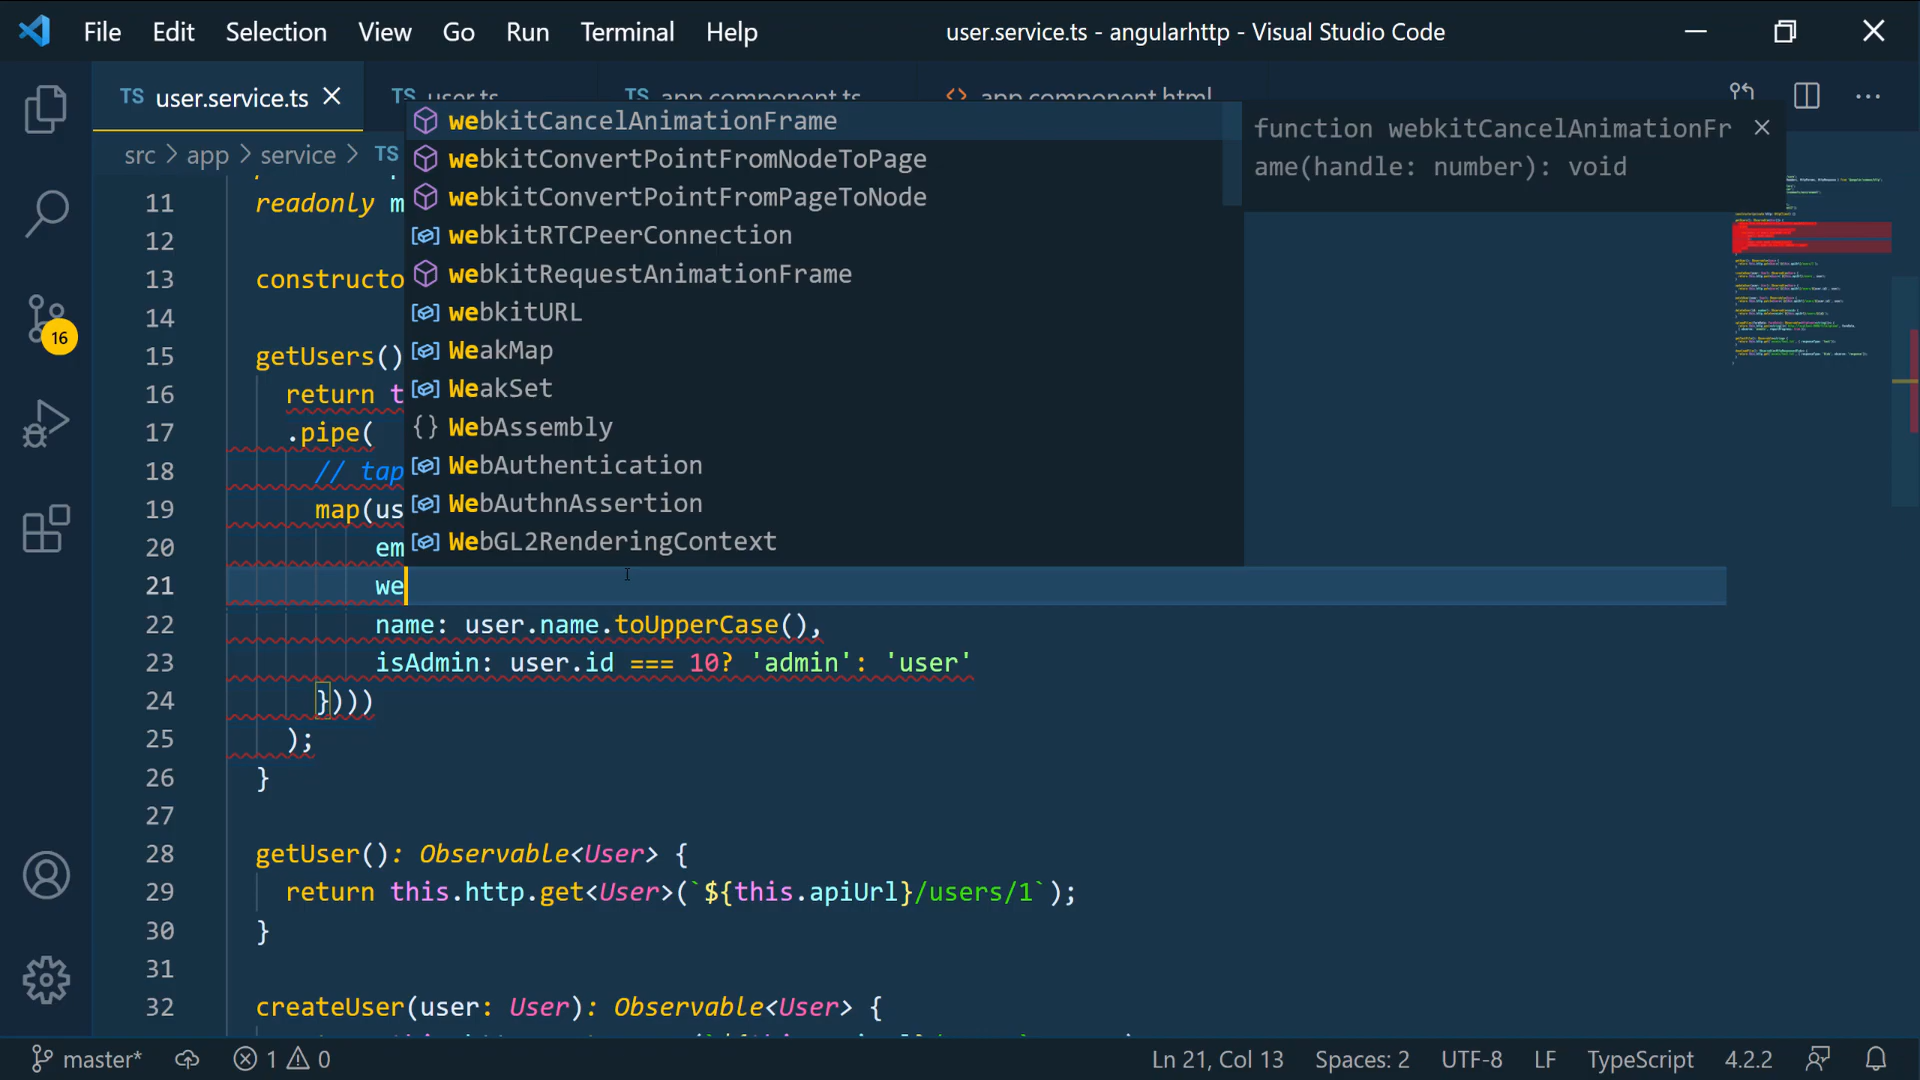 File Edit Selection View Go Run Terminal Help user.service.ts - angularhttp - Visual Studio Code
TS user.service.ts TS user.ts TS app.component.ts <> app.component.html
src > app > service > TS
webkitCancelAnimationFrame
webkitConvertPointFromNodeToPage
webkitConvertPointFromPageToNode
webkitRTCPeerConnection
webkitRequestAnimationFrame
webkitURL
WeakMap
WeakSet
{} WebAssembly
WebAuthentication
WebAuthnAssertion
WebGL2RenderingContext
function webkitCancelAnimationFr
ame(handle: number): void
11 readonly m
12
13 constructo
14
15 getUsers()
16 return t
17 .pipe(
18 // tap
19 map(us
20 em
21 we
22 name: user.name.toUpperCase(),
23 isAdmin: user.id === 10? 'admin': 'user'
24 })))
25 );
26 }
27
28 getUser(): Observable<User> {
29 return this.http.get<User>(`${this.apiUrl}/users/1`);
30 }
31
32 createUser(user: User): Observable<User> {
16
master* 1 0 Ln 21, Col 13 Spaces: 2 UTF-8 LF TypeScript 4.2.2